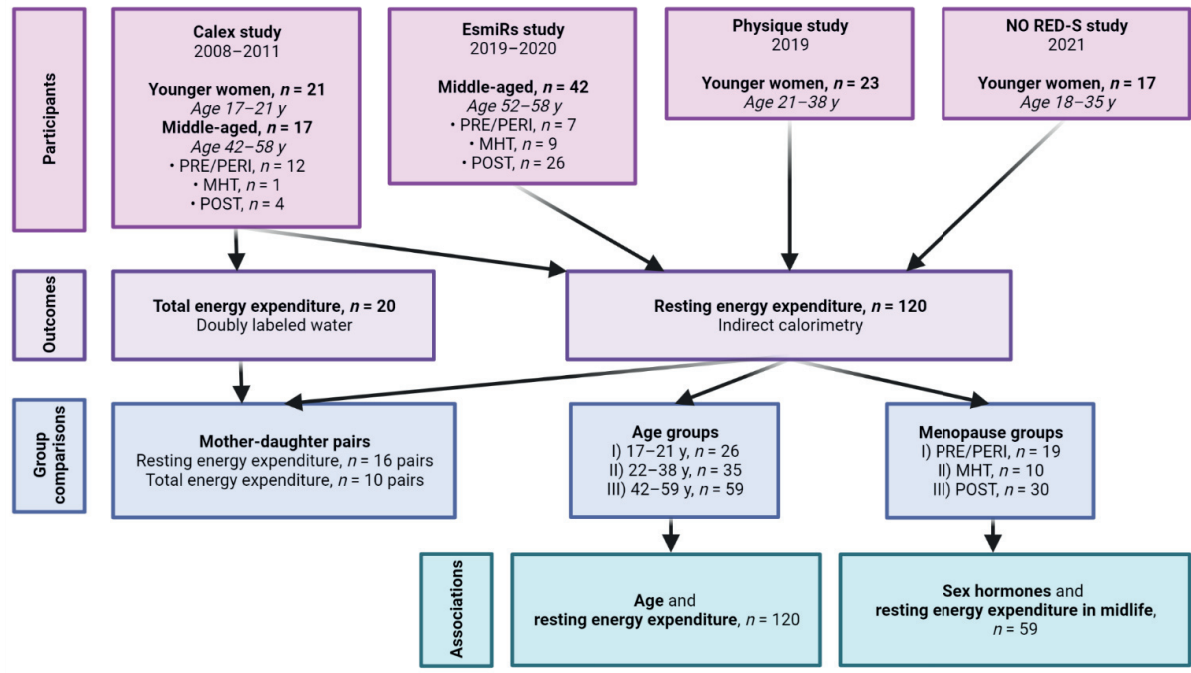 Participants
Calex study
2008–2011
Younger women, n = 21
Age 17–21 y
Middle-aged, n = 17
Age 42–58 y
• PRE/PERI, n = 12
• MHT, n = 1
• POST, n = 4
EsmiRs study
2019–2020
Middle-aged, n = 42
Age 52–58 y
• PRE/PERI, n = 7
• MHT, n = 9
• POST, n = 26
Physique study
2019
Younger women, n = 23
Age 21–38 y
NO RED-S study
2021
Younger women, n = 17
Age 18–35 y
Outcomes
Total energy expenditure, n = 20
Doubly labeled water
Resting energy expenditure, n = 120
Indirect calorimetry
Group
comparisons
Mother-daughter pairs
Resting energy expenditure, n = 16 pairs
Total energy expenditure, n = 10 pairs
Age groups
I) 17–21 y, n = 26
II) 22–38 y, n = 35
III) 42–59 y, n = 59
Menopause groups
I) PRE/PERI, n = 19
II) MHT, n = 10
III) POST, n = 30
Associations
Age and
resting energy expenditure, n = 120
Sex hormones and
resting energy expenditure in midlife,
n = 59